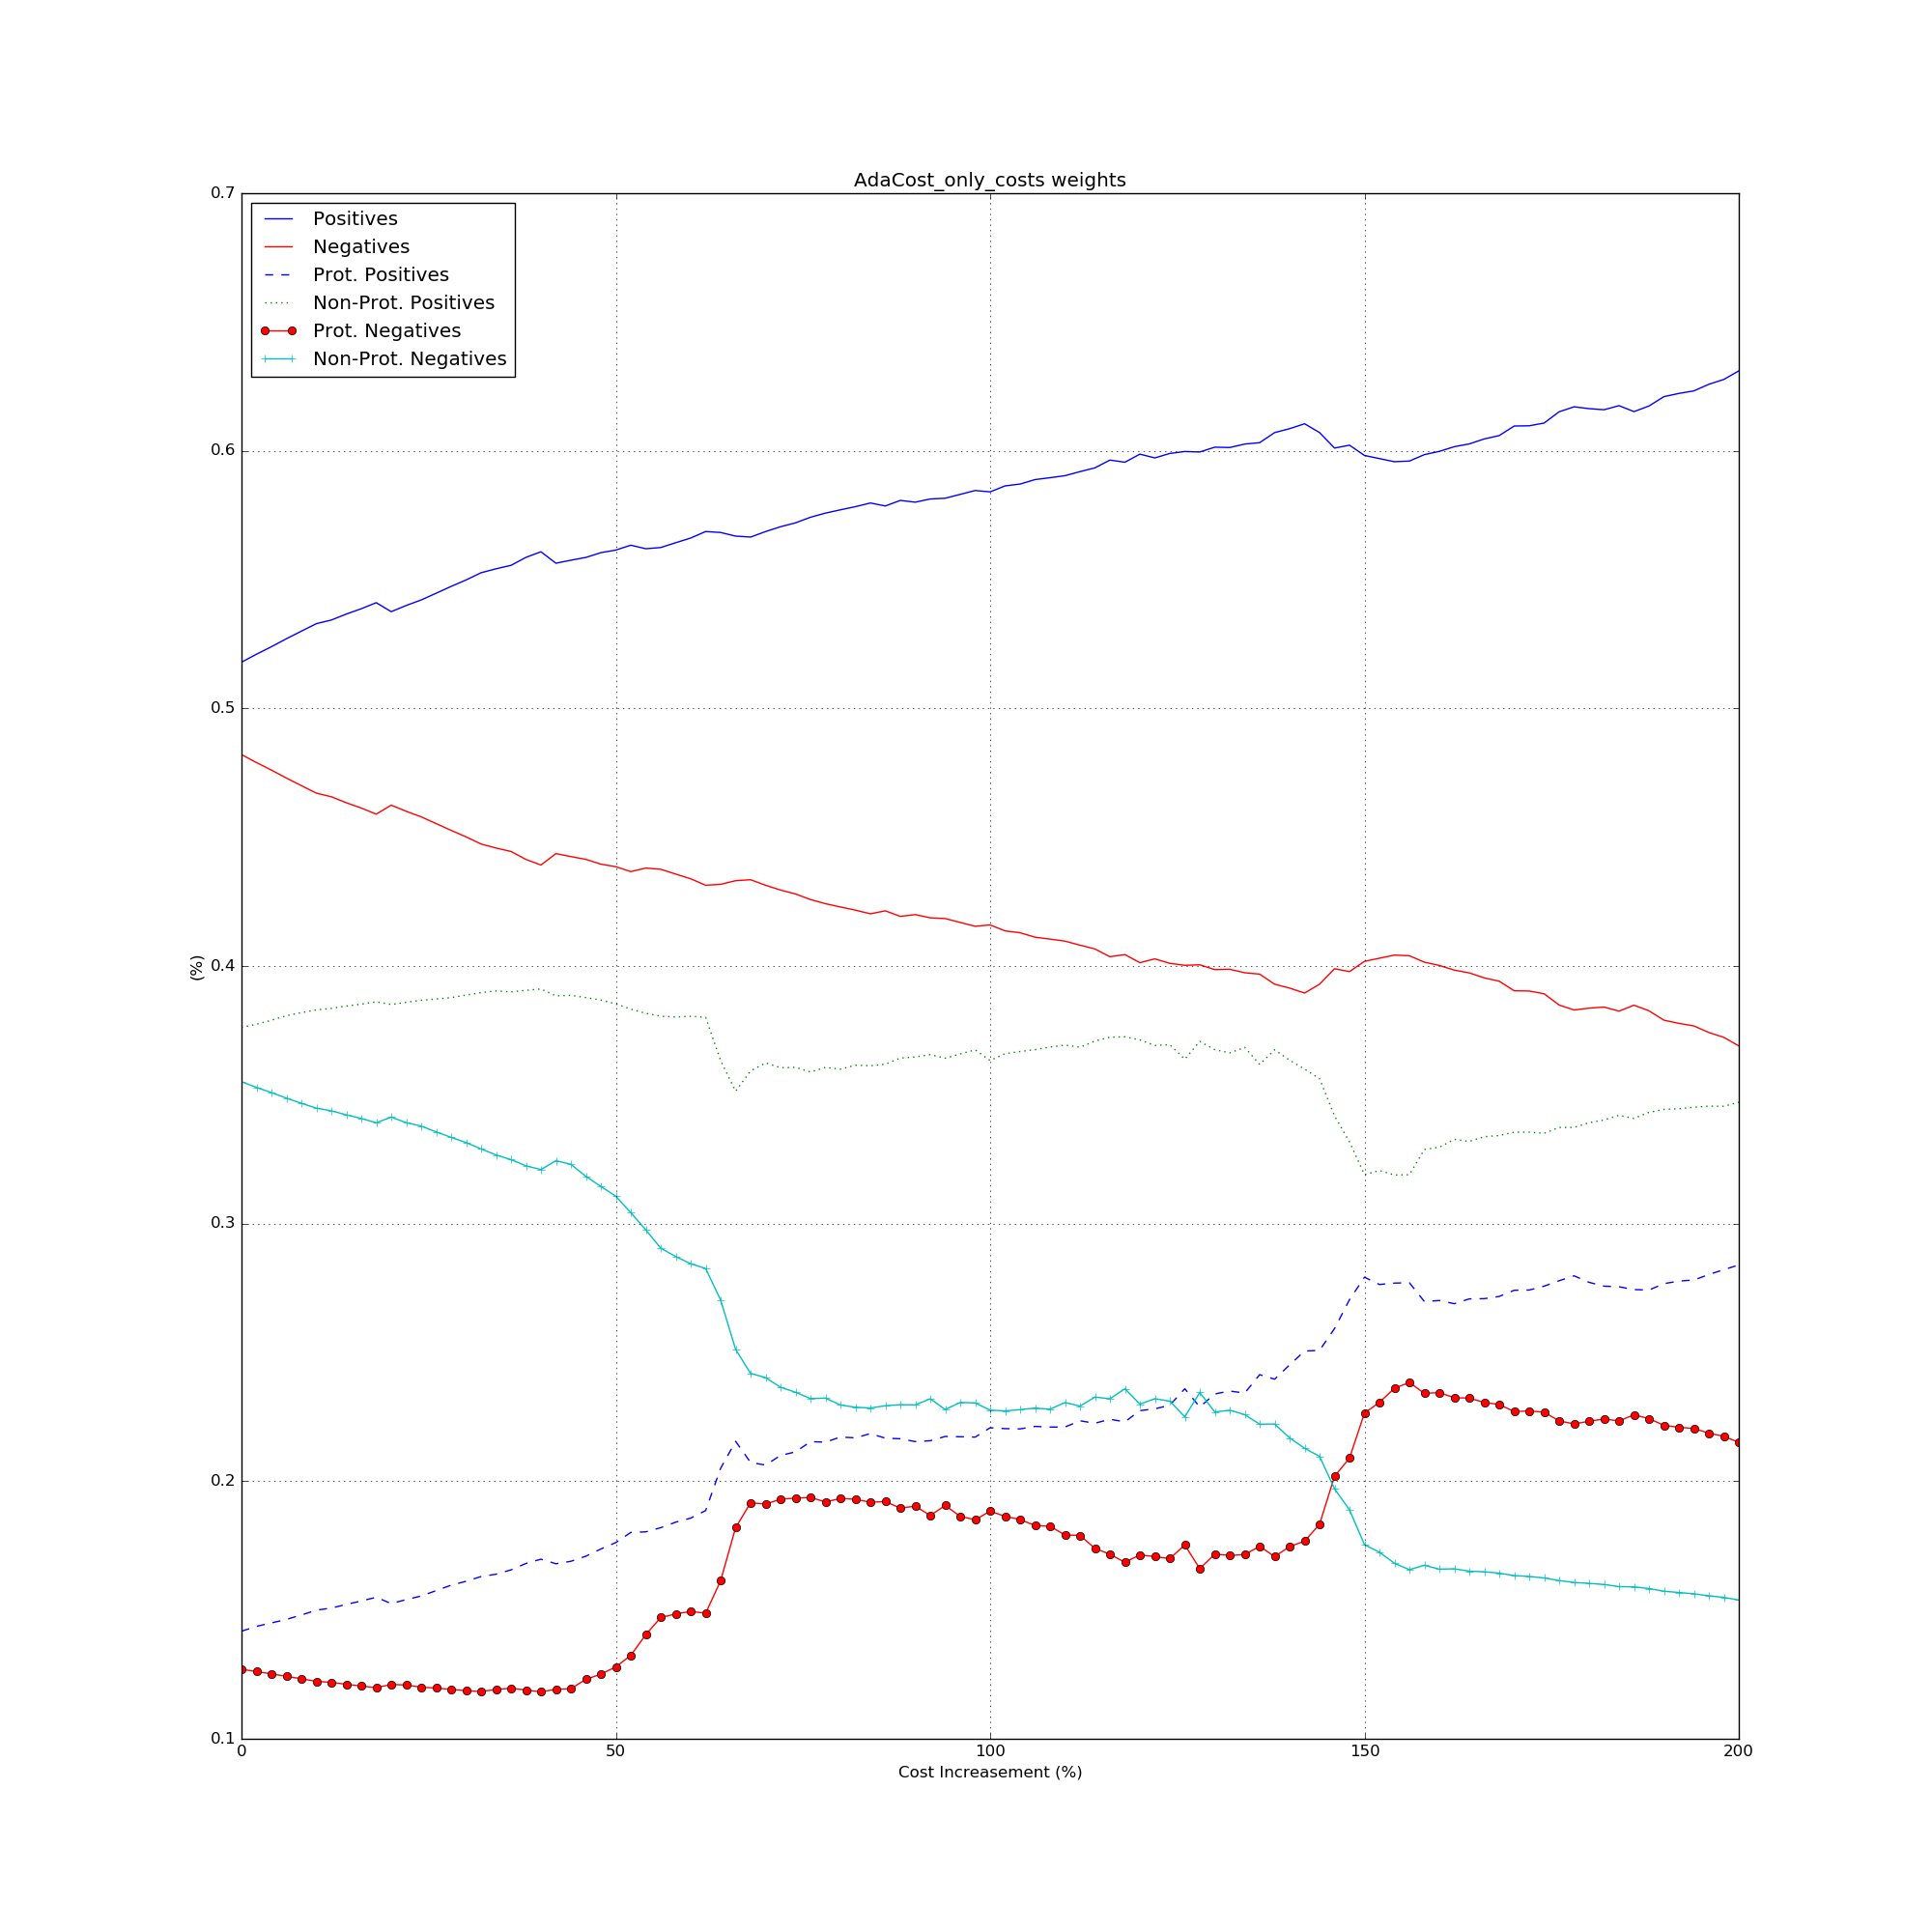 AdaCost_only_costs weights
0.7
Positives
Negatives
Prot. Positives
Non-Prot. Positives
Prot. Negatives
Non-Prot. Negatives
0.6
0.5
(%)
0.4
0.3
0.2
0.1
0 50 100 150 200
Cost Increasement (%)